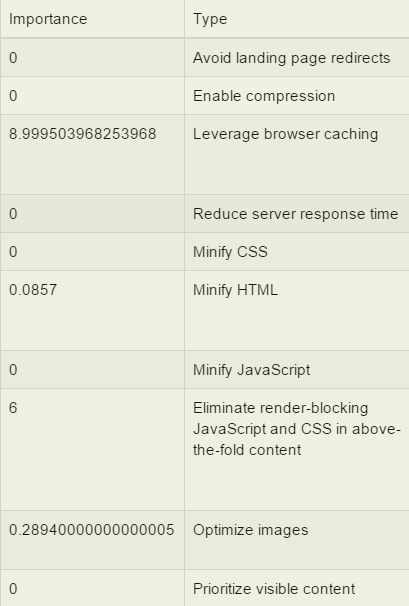 Importance Type
0 Avoid landing page redirects
0 Enable compression
8.999503968253968 Leverage browser caching
0 Reduce server response time
0 Minify CSS
0.0857 Minify HTML
0 Minify JavaScript
6 Eliminate render-blocking
JavaScript and CSS in above-
the-fold content
0.28940000000000005 Optimize images
0 Prioritize visible content